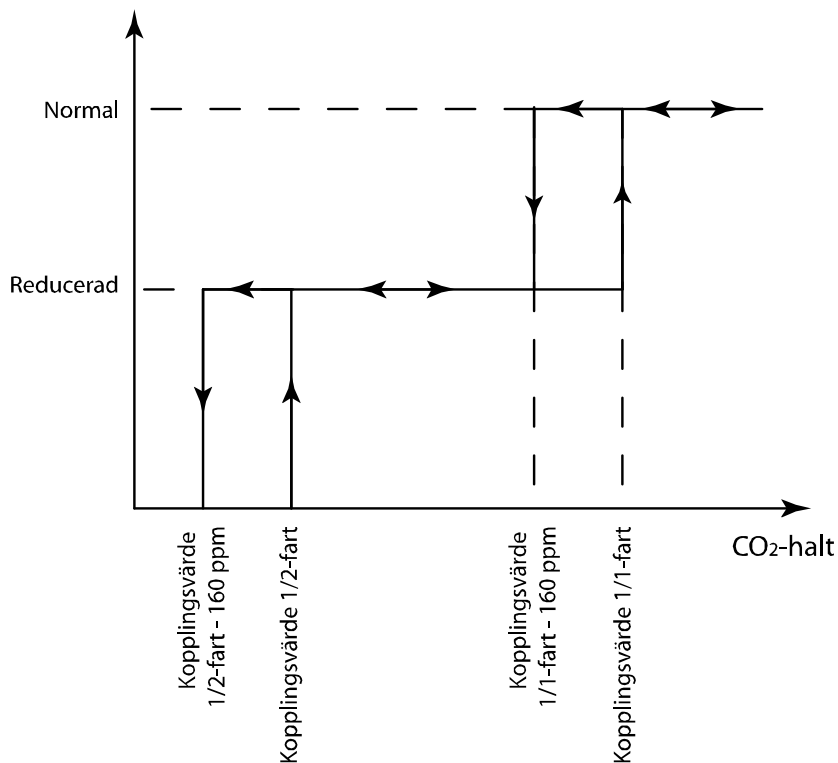 Normal
Reducerad
CO₂-halt
Kopplingsvärde
1/2-fart - 160 ppm
Kopplingsvärde 1/2-fart
Kopplingsvärde
1/1-fart - 160 ppm
Kopplingsvärde 1/1-fart